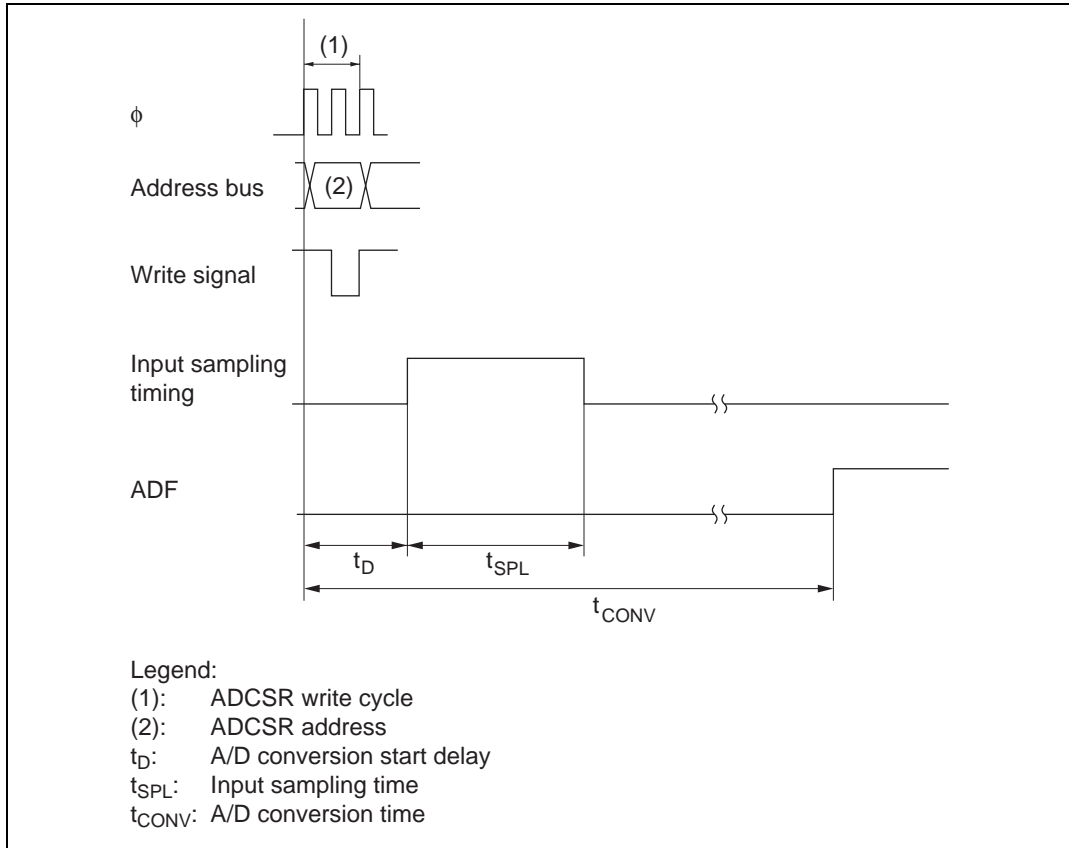 (1)
ϕ
Address bus
(2)
Write signal
Input sampling
timing
ADF
tD
tSPL
tCONV
Legend:
(1): ADCSR write cycle
(2): ADCSR address
tD: A/D conversion start delay
tSPL: Input sampling time
tCONV: A/D conversion time